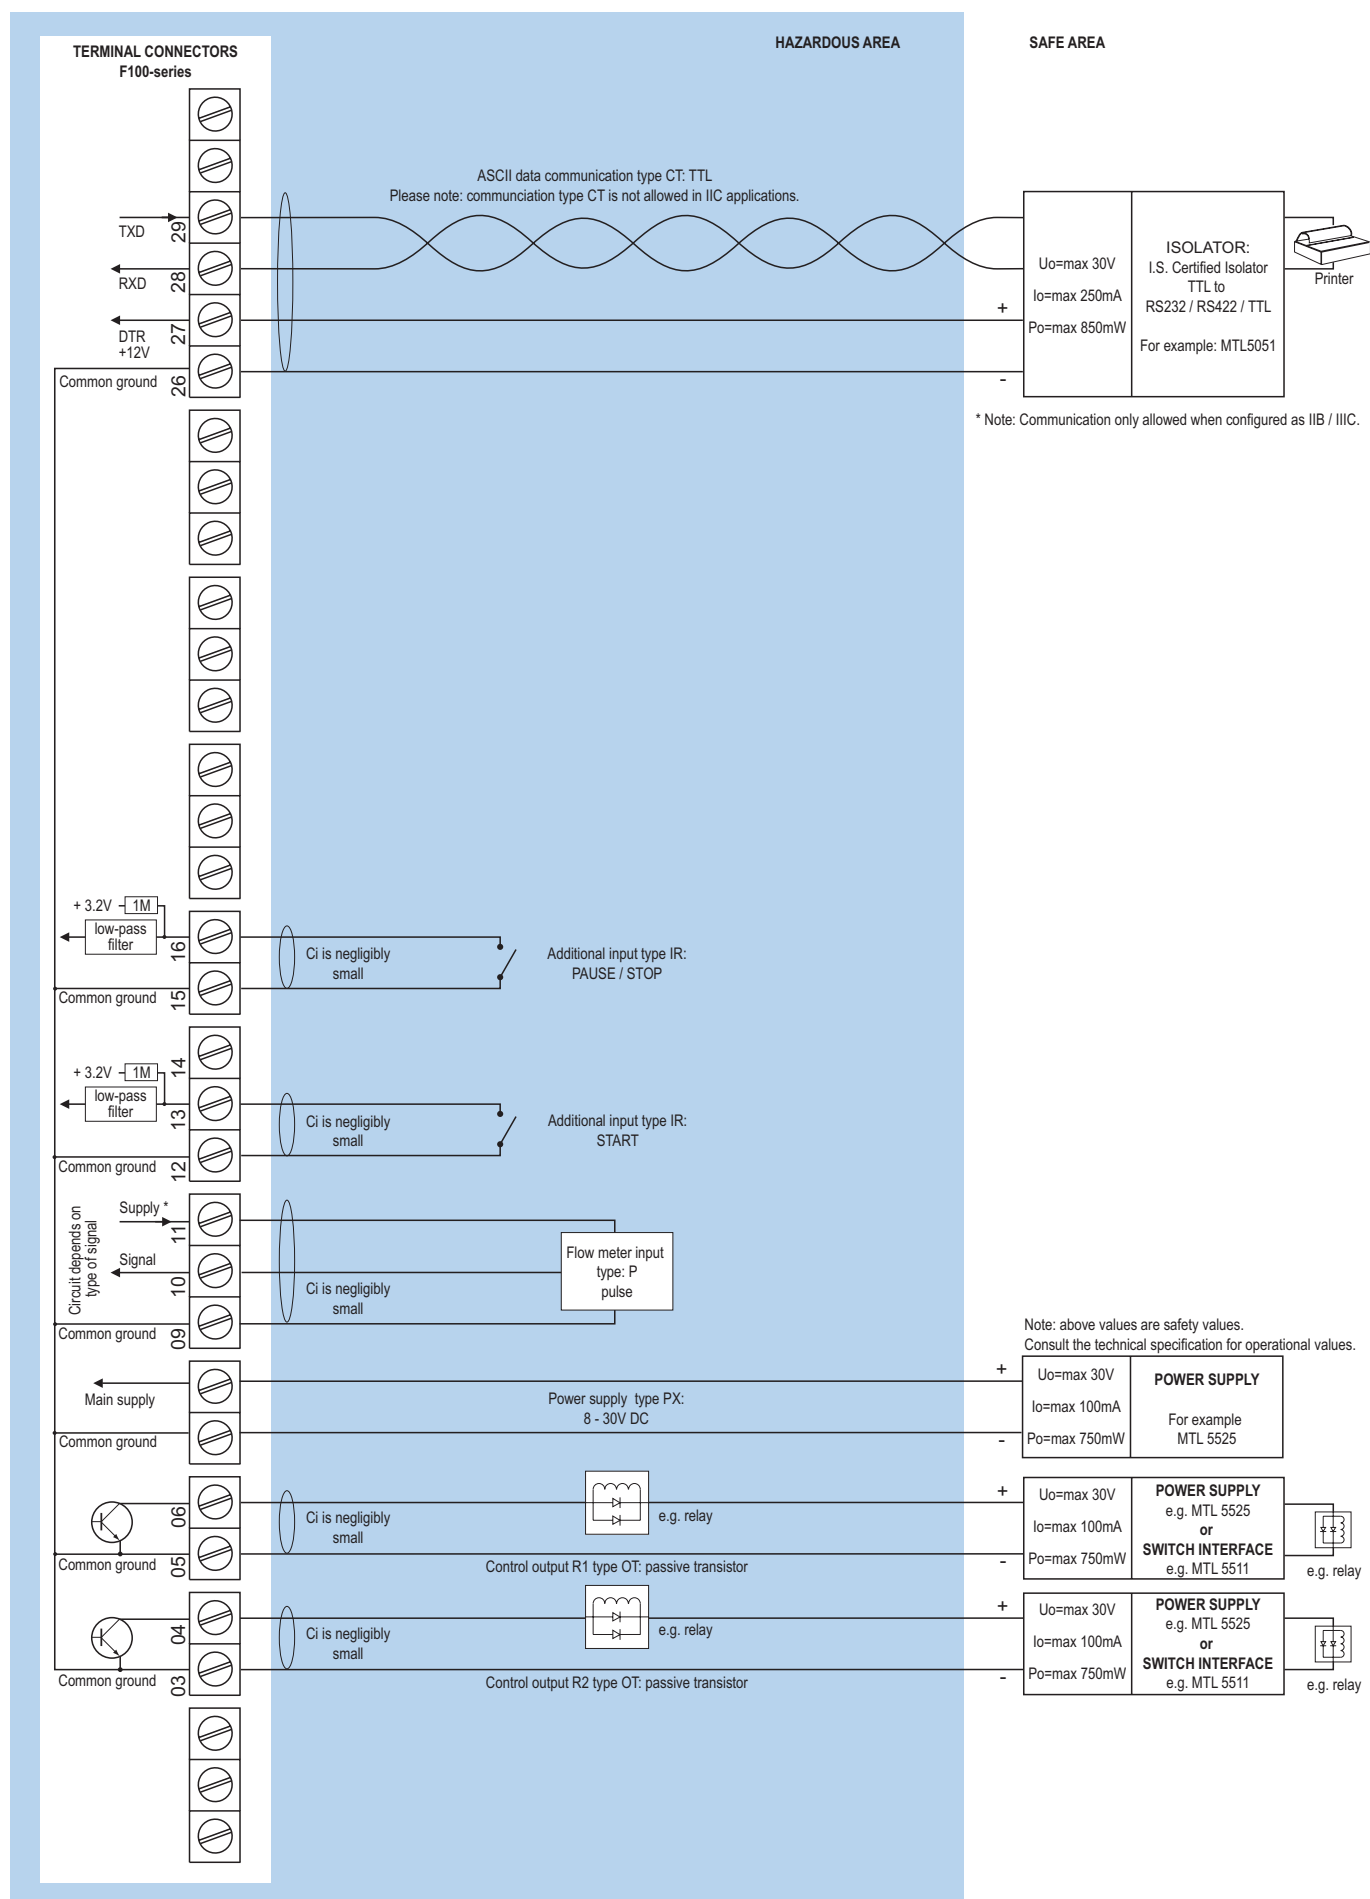 TERMINAL CONNECTORS
F100-series
HAZARDOUS AREA
SAFE AREA
ASCII data communication type CT: TTL
Please note: communciation type CT is not allowed in IIC applications.
TXD
29
RXD
28
DTR
+12V
27
Common ground
26
+
-
Uo=max 30V
Io=max 250mA
Po=max 850mW
ISOLATOR:
I.S. Certified Isolator
TTL to
RS232 / RS422 / TTL
For example: MTL5051
Printer
* Note: Communication only allowed when configured as IIB / IIIC.
+ 3.2V
1M
low-pass
filter
16
Common ground
15
Ci is negligibly
small
Additional input type IR:
PAUSE / STOP
14
+ 3.2V
1M
low-pass
filter
13
Common ground
12
Ci is negligibly
small
Additional input type IR:
START
Circuit depends on
type of signal
Supply *
11
Signal
10
Common ground
09
Ci is negligibly
small
Flow meter input
type: P
pulse
Note: above values are safety values.
Consult the technical specification for operational values.
Main supply
Common ground
Power supply type PX:
8 - 30V DC
+
-
Uo=max 30V
Io=max 100mA
Po=max 750mW
POWER SUPPLY
For example
MTL 5525
06
Common ground
05
Ci is negligibly
small
e.g. relay
Control output R1 type OT: passive transistor
+
-
Uo=max 30V
Io=max 100mA
Po=max 750mW
POWER SUPPLY
e.g. MTL 5525
or
SWITCH INTERFACE
e.g. MTL 5511
e.g. relay
04
Common ground
03
Ci is negligibly
small
e.g. relay
Control output R2 type OT: passive transistor
+
-
Uo=max 30V
Io=max 100mA
Po=max 750mW
POWER SUPPLY
e.g. MTL 5525
or
SWITCH INTERFACE
e.g. MTL 5511
e.g. relay